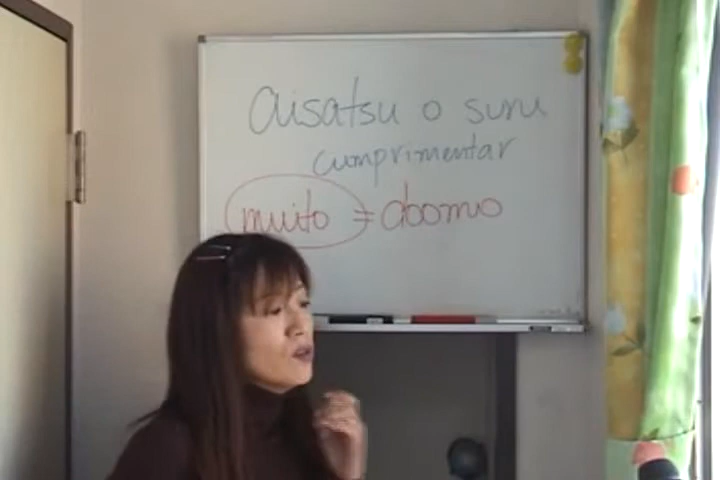 aisatsu o suru
cumprimentar
muito = doomo